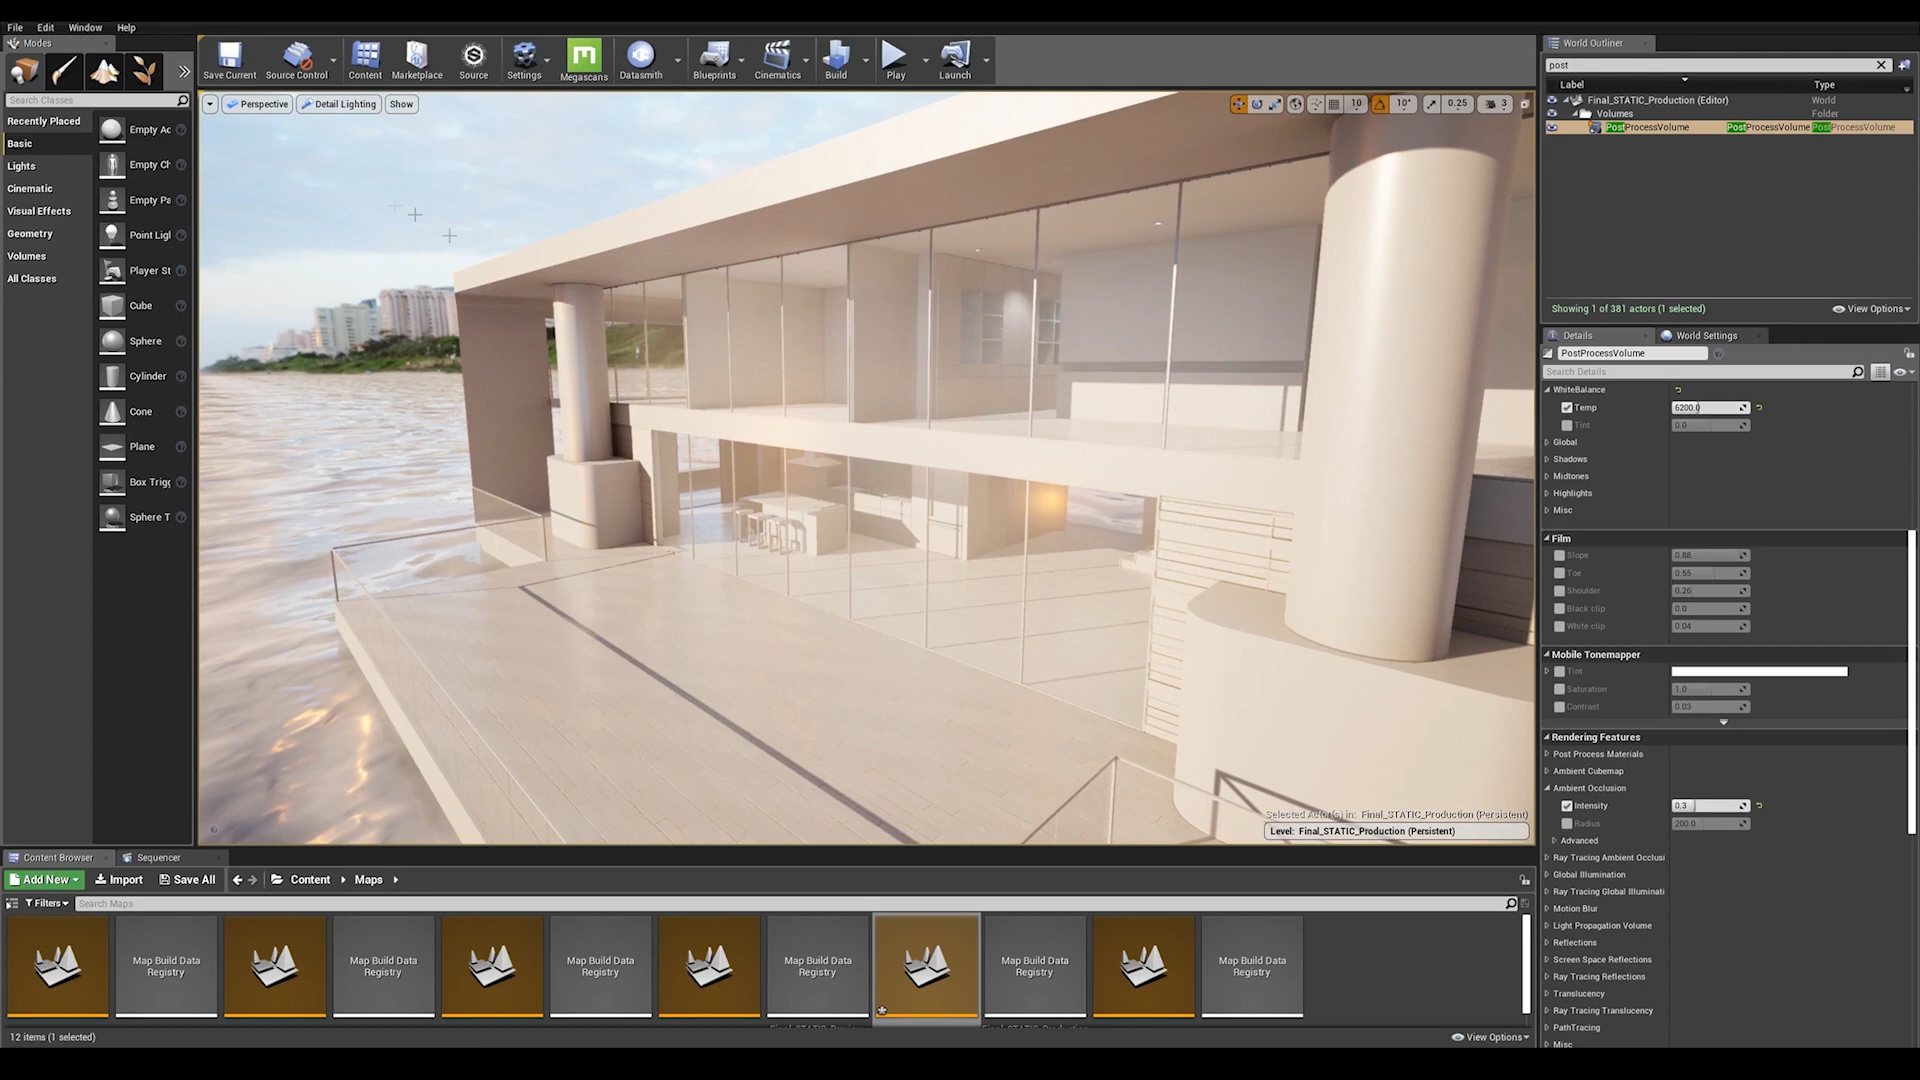 File Edit Window Help
Modes
Search Classes
Recently Placed
Basic
Lights
Cinematic
Visual Effects
Geometry
Volumes
All Classes
Empty Ac
Empty Ch
Empty Pa
Point Ligl
Player St
Cube
Sphere
Cylinder
Cone
Plane
Box Trigg
Sphere T
Save Current
Source Control
Content
Marketplace
Source
Settings
Megascans
Datasmith
Blueprints
Cinematics
Build
Play
Launch
Perspective
Detail Lighting
Show
10
10°
0.25
3
Selected Actor(s) in: Final_STATIC_Production (Persistent)
Level: Final_STATIC_Production (Persistent)
World Outliner
post
Label Type
Final_STATIC_Production (Editor) World
Volumes Folder
PostProcessVolume PostProcessVolume PostProcessVolume
Showing 1 of 381 actors (1 selected)
View Options
Details
World Settings
PostProcessVolume
Search Details
WhiteBalance
Temp 6200.0
Tint 0.0
Global
Shadows
Midtones
Highlights
Misc
Film
Slope 0.88
Toe 0.55
Shoulder 0.26
Black clip 0.0
White clip 0.04
Mobile Tonemapper
Tint
Saturation 1.0
Contrast 0.03
Rendering Features
Post Process Materials
Ambient Cubemap
Ambient Occlusion
Intensity 0.3
Radius 200.0
Advanced
Ray Tracing Ambient Occlusi
Global Illumination
Ray Tracing Global Illuminati
Motion Blur
Light Propagation Volume
Reflections
Screen Space Reflections
Ray Tracing Reflections
Translucency
Ray Tracing Translucency
PathTracing
Misc
Content Browser
Sequencer
Add New
Import
Save All
Content
Maps
Filters
Search Maps
Map Build Data
Registry
Map Build Data
Registry
Map Build Data
Registry
Map Build Data
Registry
Map Build Data
Registry
Map Build Data
Registry
12 items (1 selected)
View Options